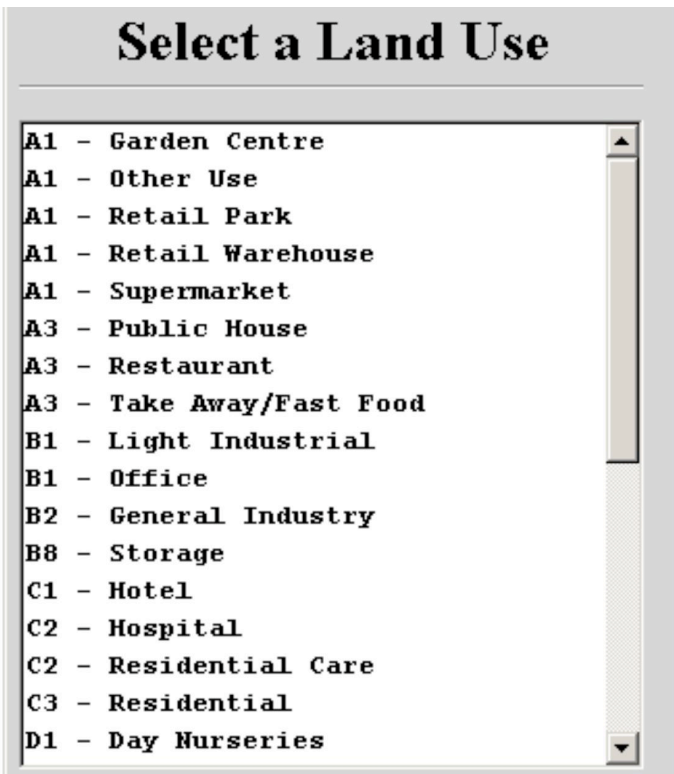 Select a Land Use
A1 - Garden Centre
A1 - Other Use
A1 - Retail Park
A1 - Retail Warehouse
A1 - Supermarket
A3 - Public House
A3 - Restaurant
A3 - Take Away/Fast Food
B1 - Light Industrial
B1 - Office
B2 - General Industry
B8 - Storage
C1 - Hotel
C2 - Hospital
C2 - Residential Care
C3 - Residential
D1 - Day Nurseries